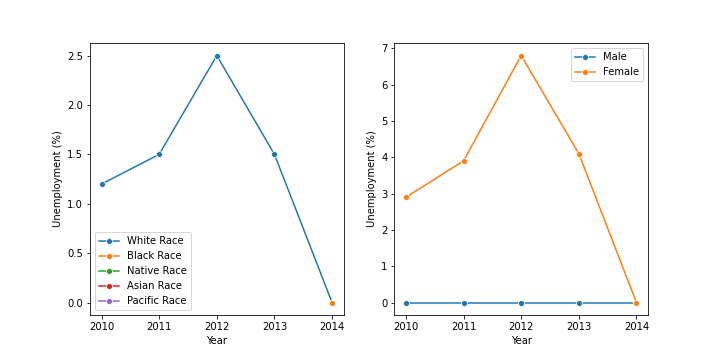 2.5
2.0
1.5
1.0
0.5
0.0
Unemployment (%)
White Race
Black Race
Native Race
Asian Race
Pacific Race
2010 2011 2012 2013 2014
Year
7
6
5
4
3
2
1
0
Unemployment (%)
Male
Female
2010 2011 2012 2013 2014
Year